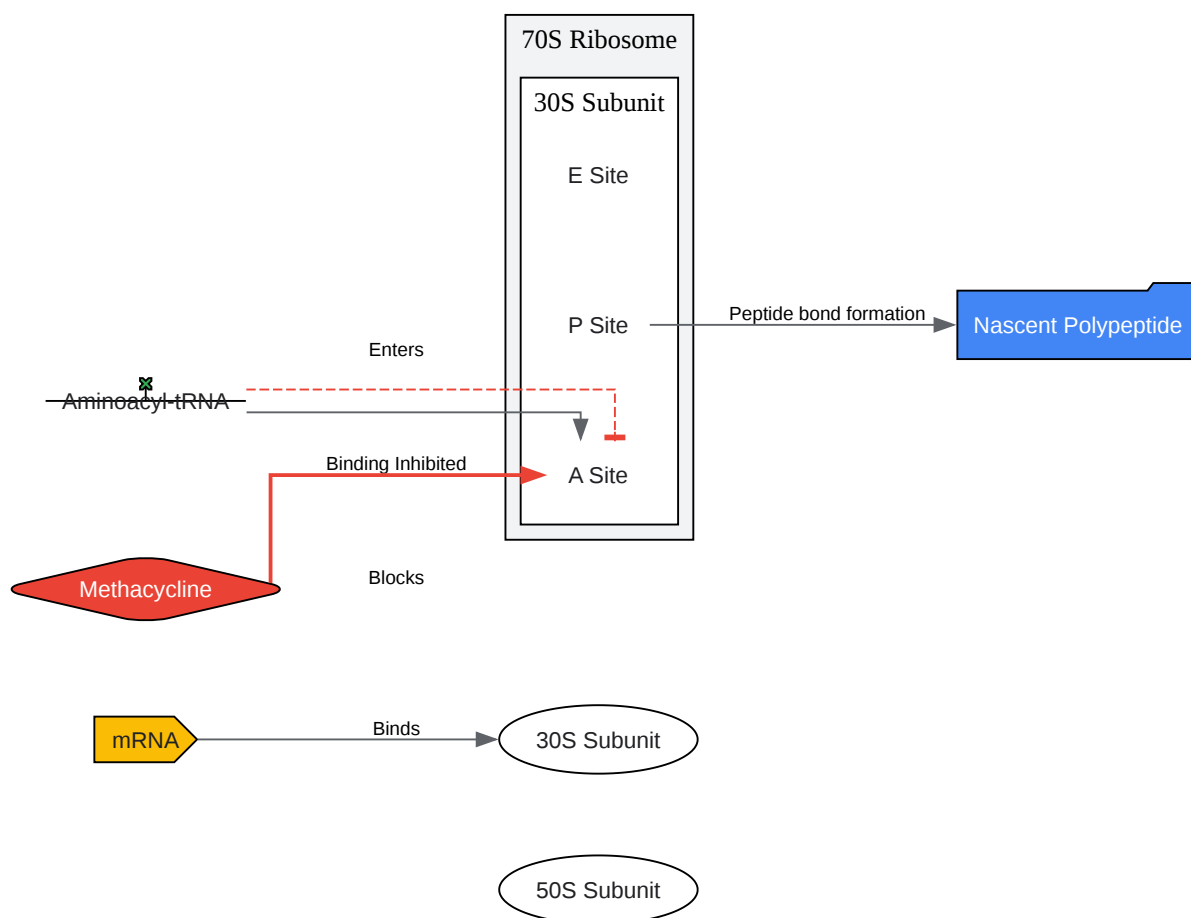 70S Ribosome
30S Subunit
E Site
P Site
Peptide bond formation
Nascent Polypeptide
Enters
Aminoacyl-tRNA
Binding Inhibited
A Site
Methacycline
Blocks
mRNA
Binds
30S Subunit
50S Subunit